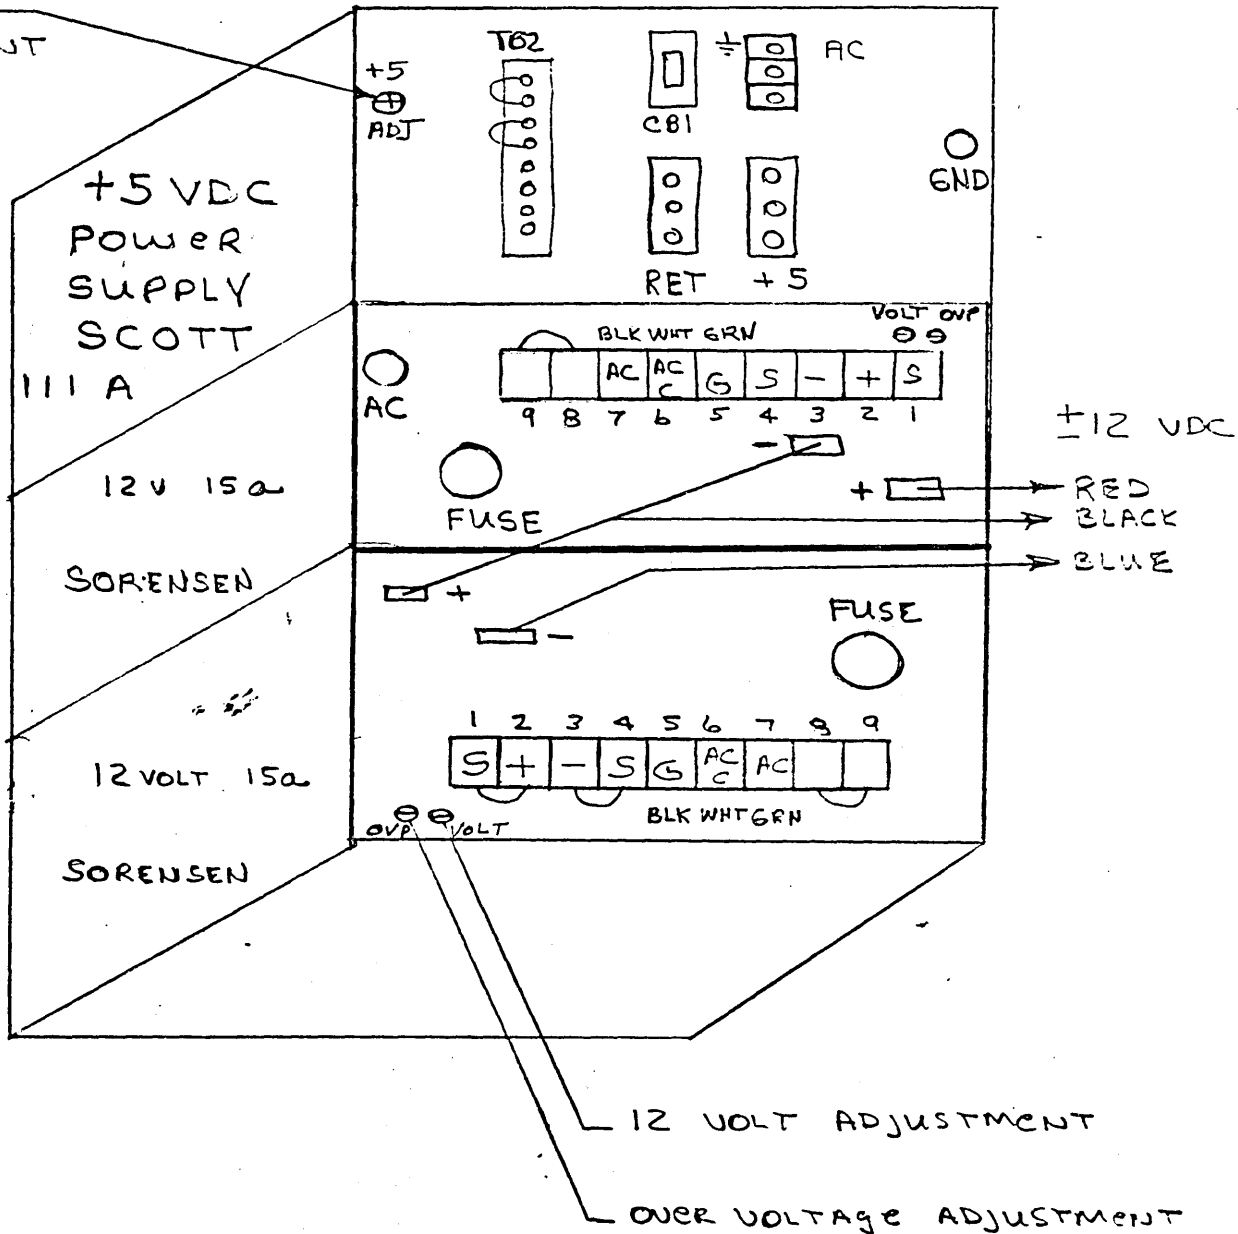 +5
ADJ
TB2
CB1
AC
GND
RET
+5
+5 VDC
POWER
SUPPLY
SCOTT
111 A
VOLT OVP
BLK WHT GRN
AC AC C G S - + S
9 8 7 6 5 4 3 2 1
AC
-
+
FUSE
12 V 15a
SORENSEN
±12 VDC
RED
BLACK
BLUE
+
-
FUSE
1 2 3 4 5 6 7 8 9
S + - S G AC C AC
BLK WHT GRN
OVP VOLT
12 VOLT 15a
SORENSEN
12 VOLT ADJUSTMENT
OVER VOLTAGE ADJUSTMENT